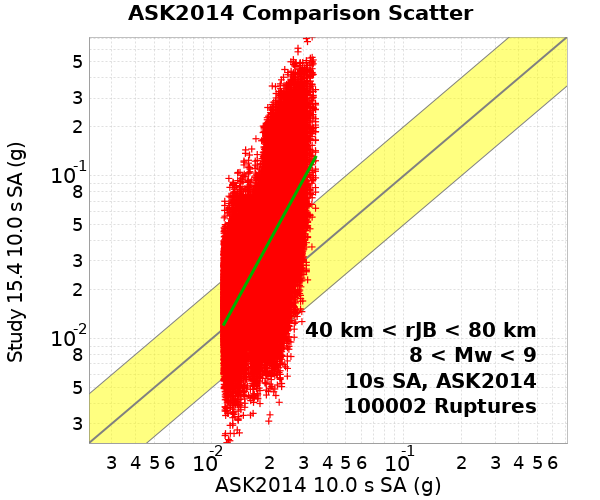 ASK2014 Comparison Scatter
Study 15.4 10.0 s SA (g)
5
3
2
10-1
8
5
3
2
10-2
8
5
3
40 km < rJB < 80 km
8 < Mw < 9
10s SA, ASK2014
100002 Ruptures
3 4 5 6 10-2 2 3 4 5 6 10-1 2 3 4 5 6
ASK2014 10.0 s SA (g)